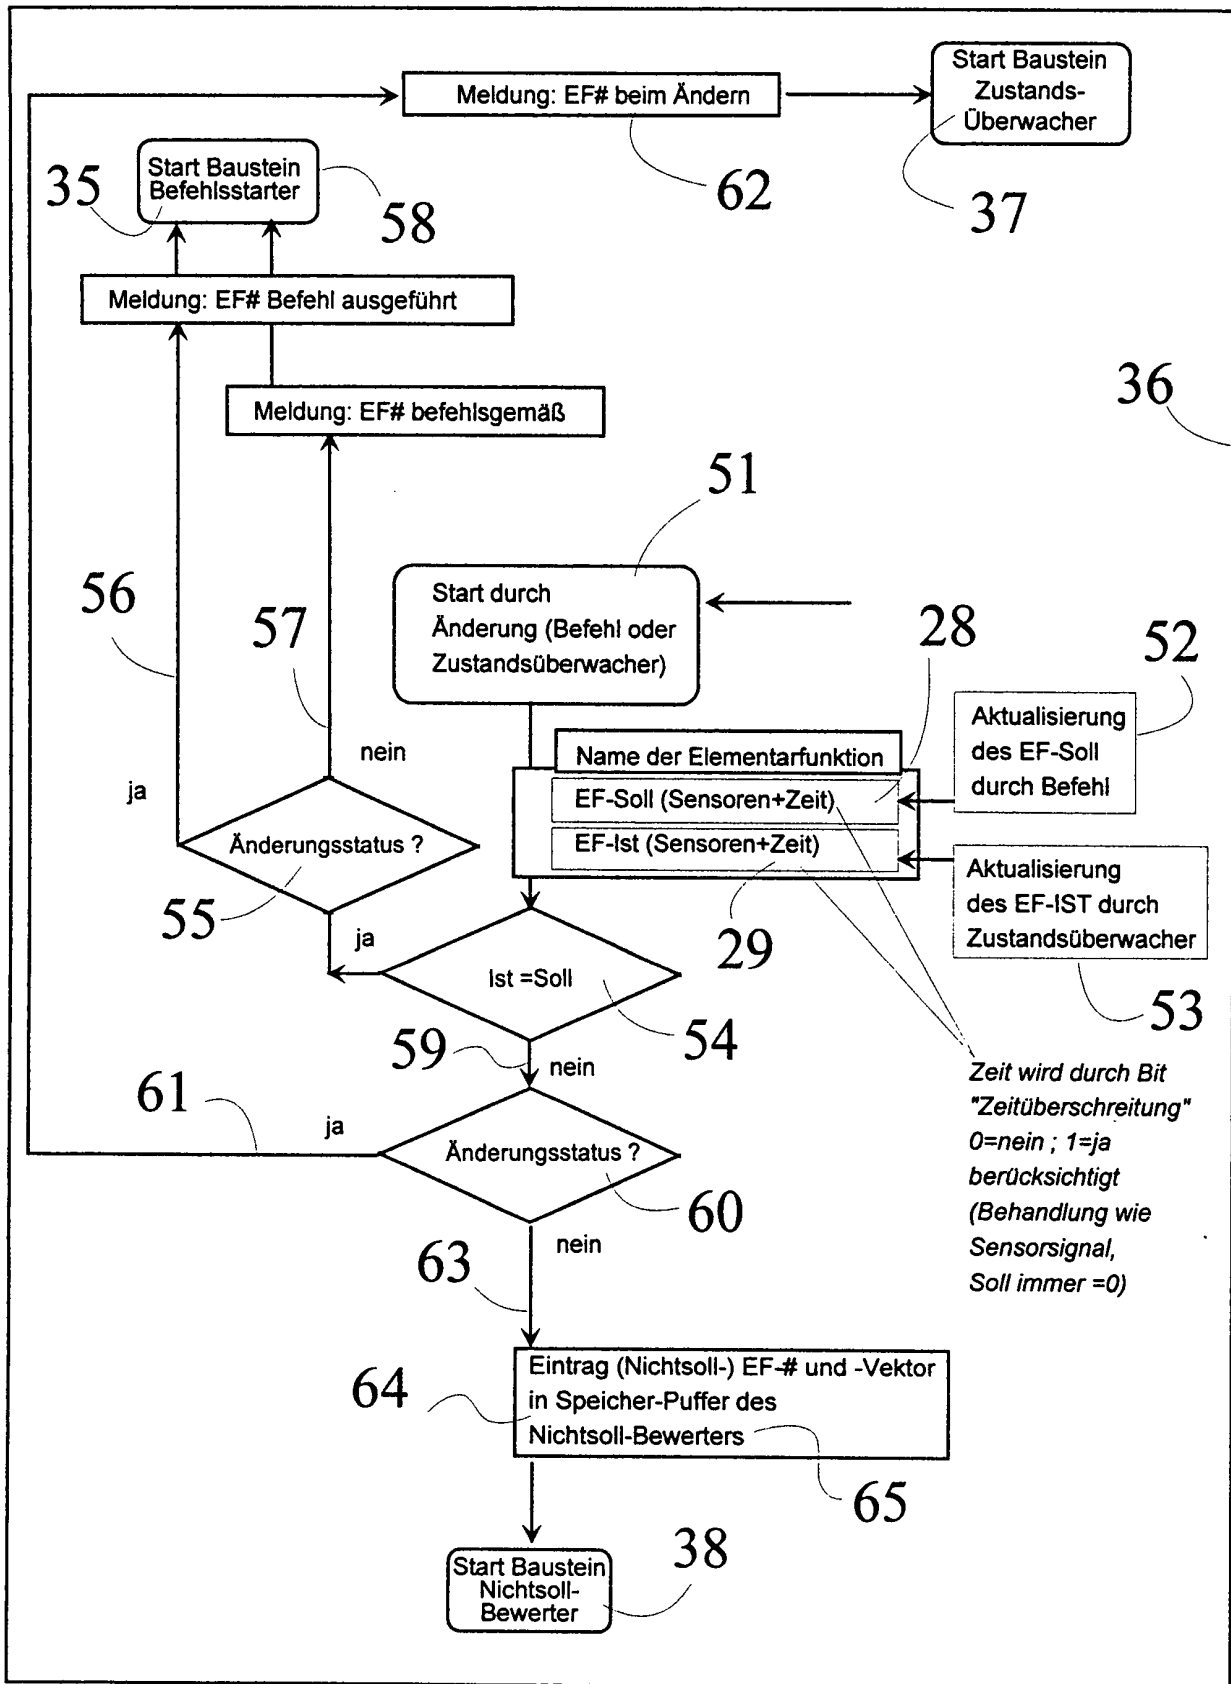 Start Baustein
Zustands-
Überwacher
Meldung: EF# beim Ändern
62
37
Start Baustein
Befehlsstarter
35
58
Meldung: EF# Befehl ausgeführt
Meldung: EF# befehlsgemäß
36
51
Start durch
Änderung (Befehl oder
Zustandsüberwacher)
56
57
28
52
Aktualisierung
des EF-Soll
durch Befehl
Name der Elementarfunktion
EF-Soll (Sensoren+Zeit)
EF-Ist (Sensoren+Zeit)
29
Aktualisierung
des EF-IST durch
Zustandsüberwacher
53
nein
ja
Änderungsstatus ?
55
ja
Ist =Soll
54
59
nein
61
ja
Änderungsstatus ?
60
nein
63
Zeit wird durch Bit
"Zeitüberschreitung"
0=nein ; 1=ja
berücksichtigt
(Behandlung wie
Sensorsignal,
Soll immer =0)
Eintrag (Nichtsoll-) EF-# und -Vektor
in Speicher-Puffer des
Nichtsoll-Bewerters
64
65
Start Baustein
Nichtsoll-
Bewerter
38